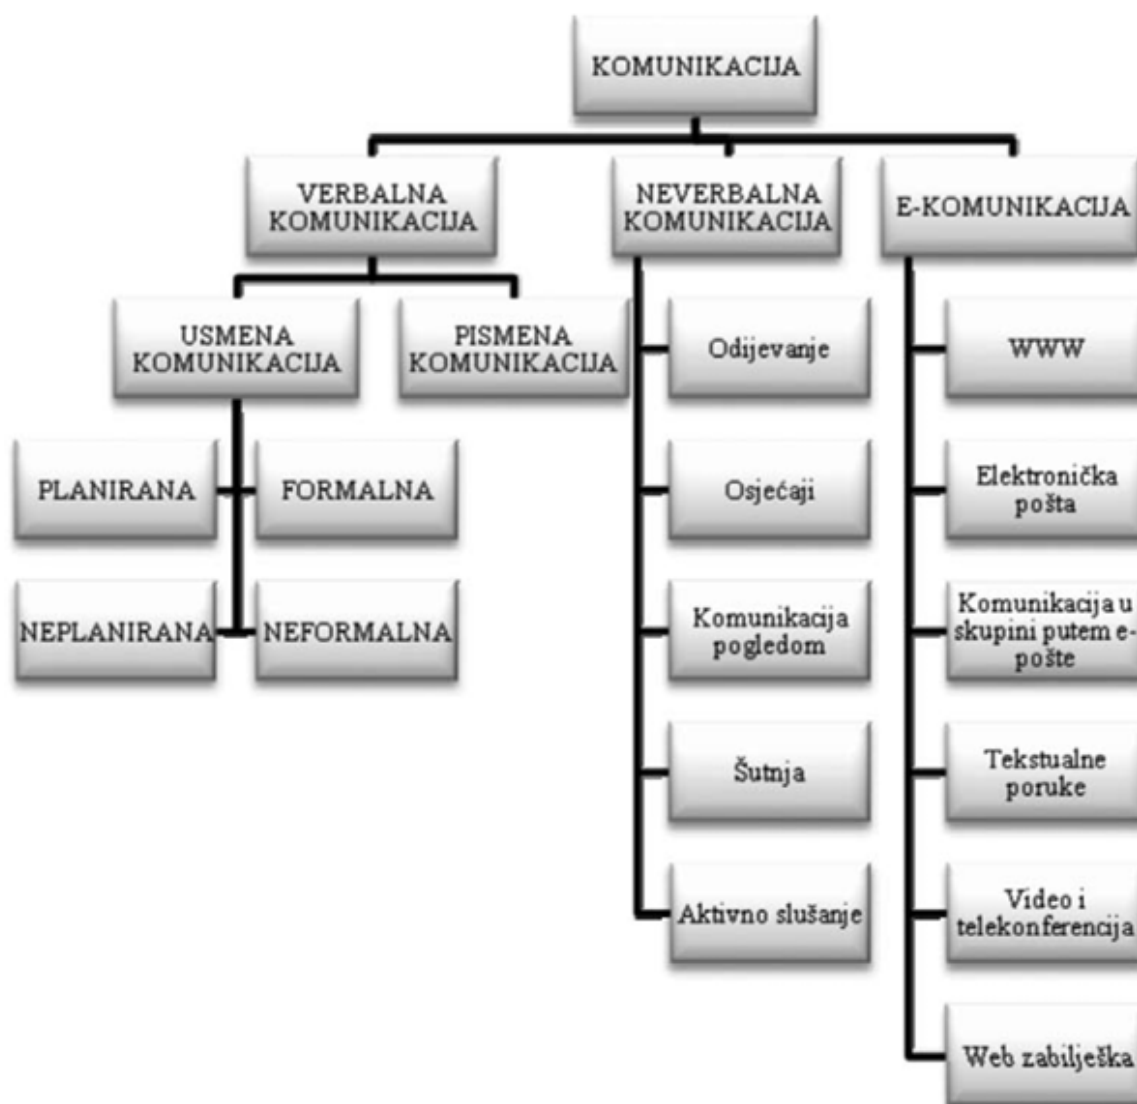 KOMUNIKACIJA
VERBALNA
KOMUNIKACIJA
NEVERBALNA
KOMUNIKACIJA
E-KOMUNIKACIJA
USMENA
KOMUNIKACIJA
PISMENA
KOMUNIKACIJA
PLANIRANA
FORMALNA
NEPLANIRANA
NEFORMALNA
Odijevanje
Osjećaji
Komunikacija
pogledom
Šutnja
Aktivno slušanje
WWW
Elektronička
pošta
Komunikacija u
skupini putem e-
pošte
Tekstualne
poruke
Video i
telekonferencija
Web zabilješka